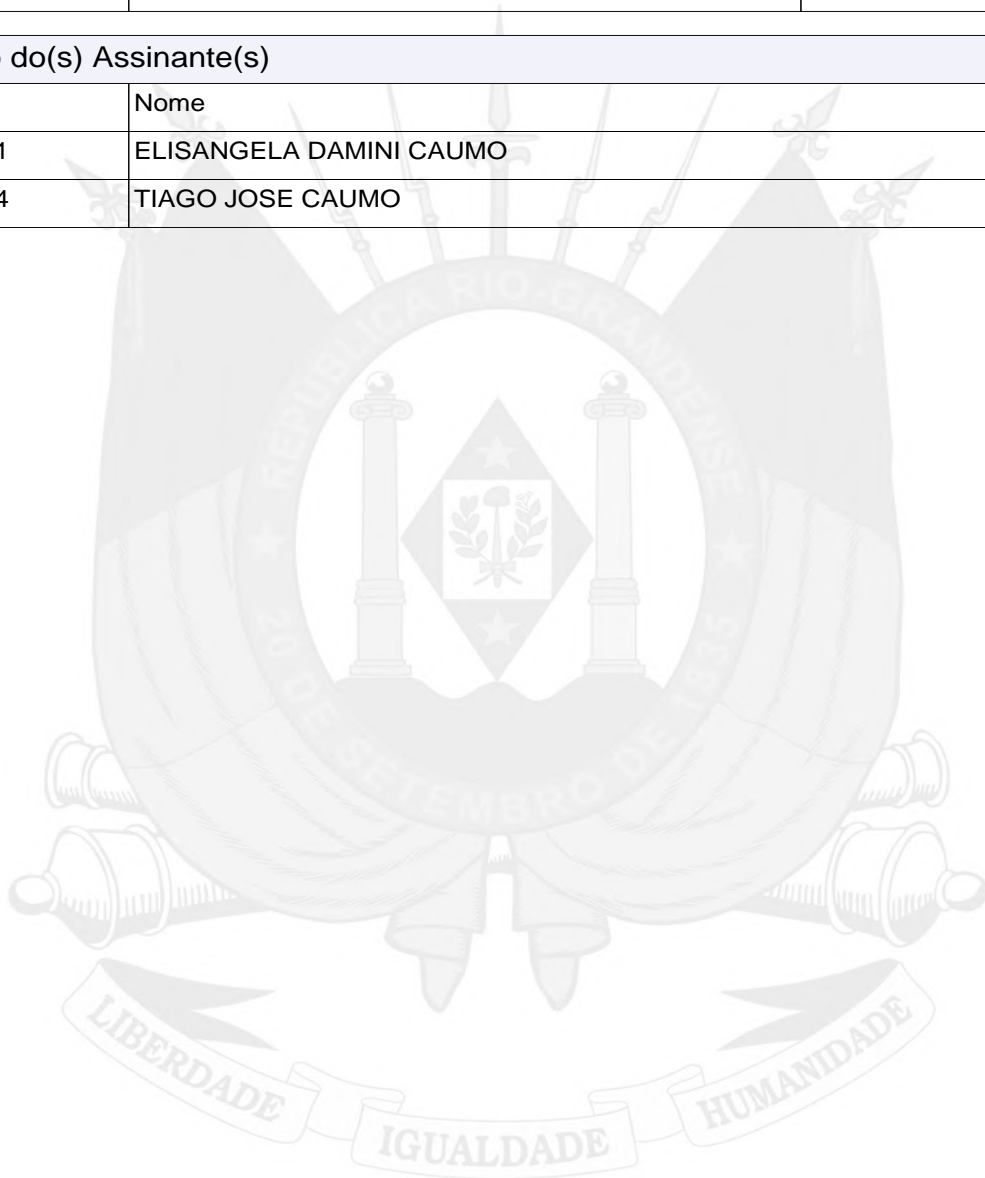 do(s) Assinante(s)
Nome
1 ELISANGELA DAMINI CAUMO
4 TIAGO JOSE CAUMO
REPUBLICA RIO-GRANDENSE
20 DE SETEMBRO DE 1835
LIBERDADE IGUALDADE HUMANIDADE